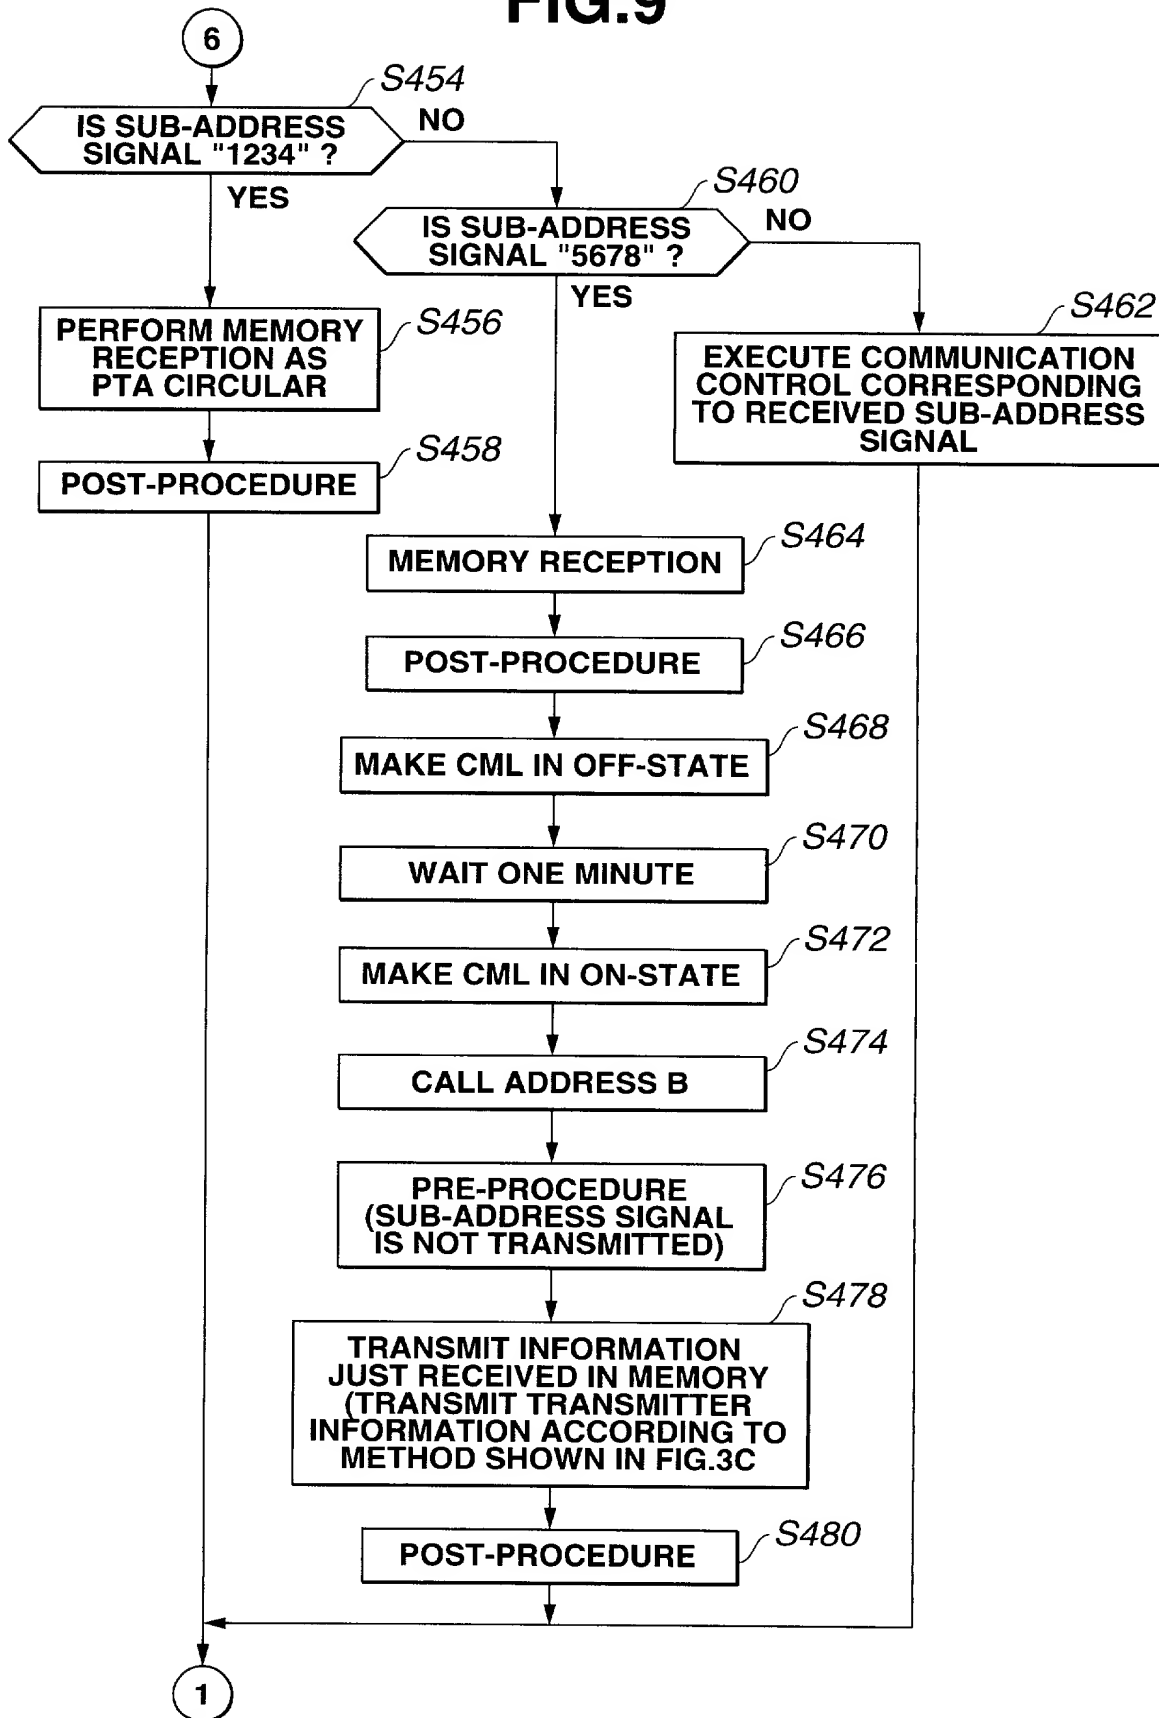 FIG.9
6
S454
IS SUB-ADDRESS
SIGNAL "1234" ?
NO
YES
S460
IS SUB-ADDRESS
SIGNAL "5678" ?
NO
YES
S456
PERFORM MEMORY
RECEPTION AS
PTA CIRCULAR
S462
EXECUTE COMMUNICATION
CONTROL CORRESPONDING
TO RECEIVED SUB-ADDRESS
SIGNAL
S458
POST-PROCEDURE
S464
MEMORY RECEPTION
S466
POST-PROCEDURE
S468
MAKE CML IN OFF-STATE
S470
WAIT ONE MINUTE
S472
MAKE CML IN ON-STATE
S474
CALL ADDRESS B
S476
PRE-PROCEDURE
(SUB-ADDRESS SIGNAL
IS NOT TRANSMITTED)
S478
TRANSMIT INFORMATION
JUST RECEIVED IN MEMORY
(TRANSMIT TRANSMITTER
INFORMATION ACCORDING TO
METHOD SHOWN IN FIG.3C
S480
POST-PROCEDURE
1